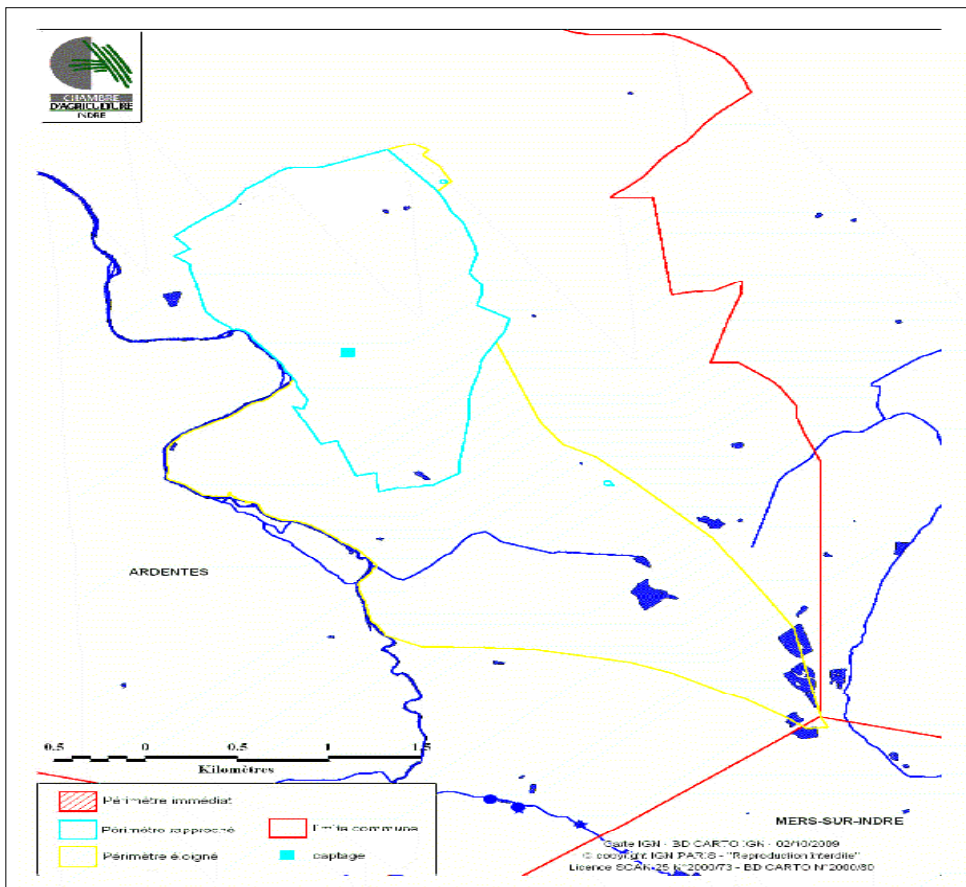 CHAMBRE
D'AGRICULTURE
INDRE
ARDENTES
0.5 0 0.5 1 1.5
Kilomètres
Périmètre immédiat
Périmètre rapproché
limite commune
Périmètre éloigné
captage
MERS-SUR-INDRE
Carte IGN - BD CARTO IGN - 02/10/2009
© copyright IGN PARIS - "Reproduction Interdite"
Licence SCAN 25 N°2000/73 - BD CARTO N°2000/80